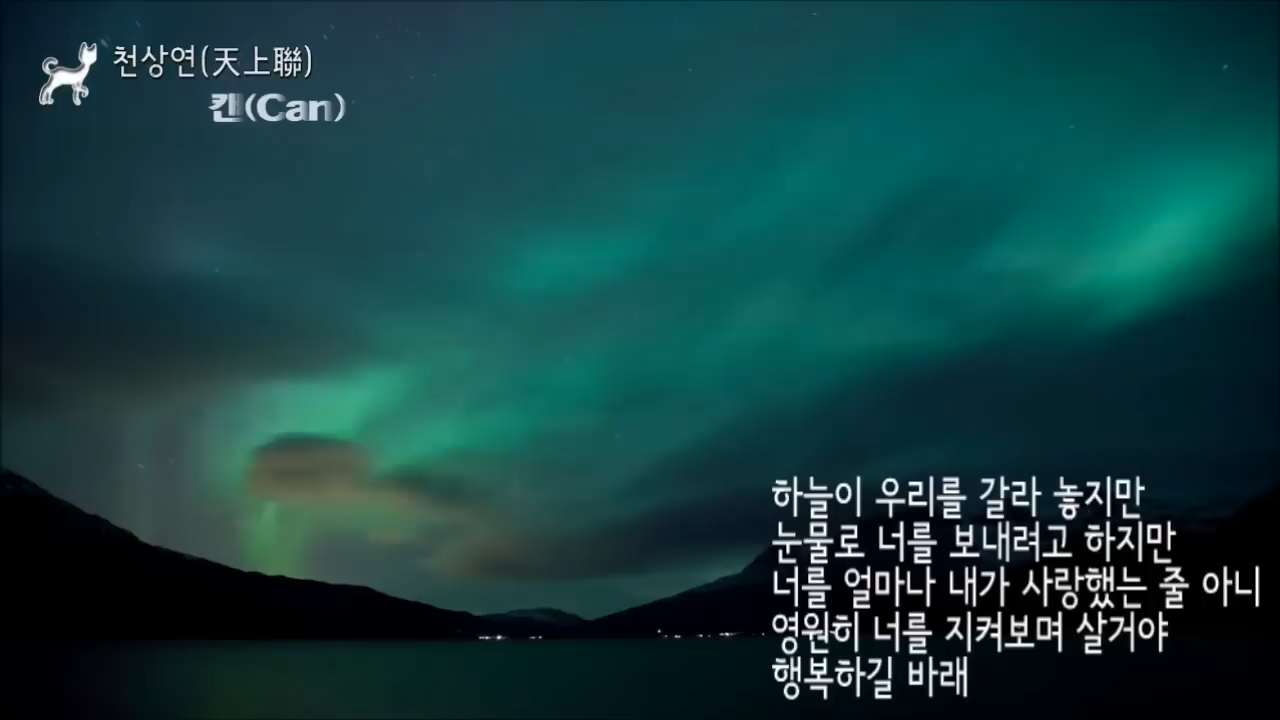 천상연(天上聯)
캔(Can)
하늘이 우리를 갈라 놓지만
눈물로 너를 보내려고 하지만
너를 얼마나 내가 사랑했는 줄 아니
영원히 너를 지켜보며 살거야
행복하길 바래